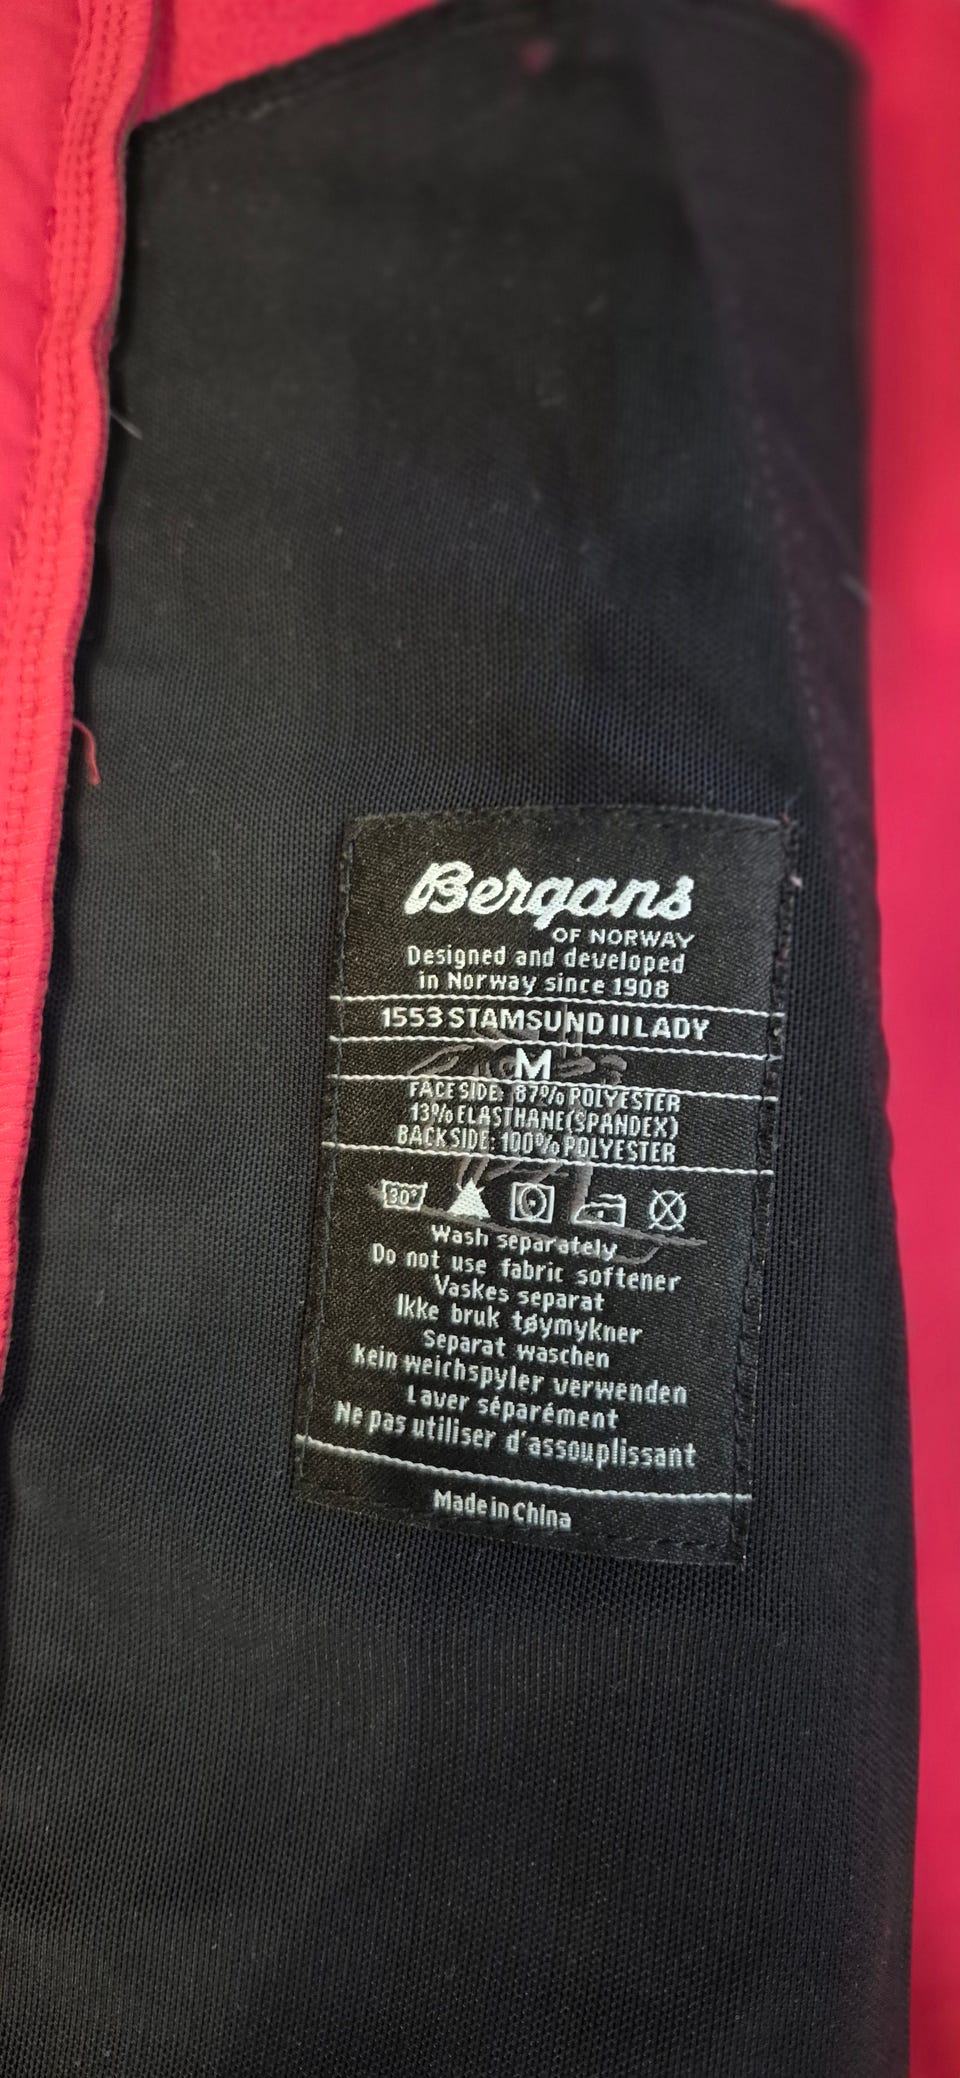 Bergans
OF NORWAY
Designed and developed
in Norway since 1908
1553 STAMSUND II LADY
M
FACE SIDE: 87% POLYESTER
13% ELASTHANE(SPANDEX)
BACK SIDE: 100% POLYESTER
30°
Wash separately
Do not use fabric softener
Vaskes separat
Ikke bruk tøymykner
Separat waschen
Kein weichspyler verwenden
Laver séparément
Ne pas utiliser d'assouplissant
Made in China